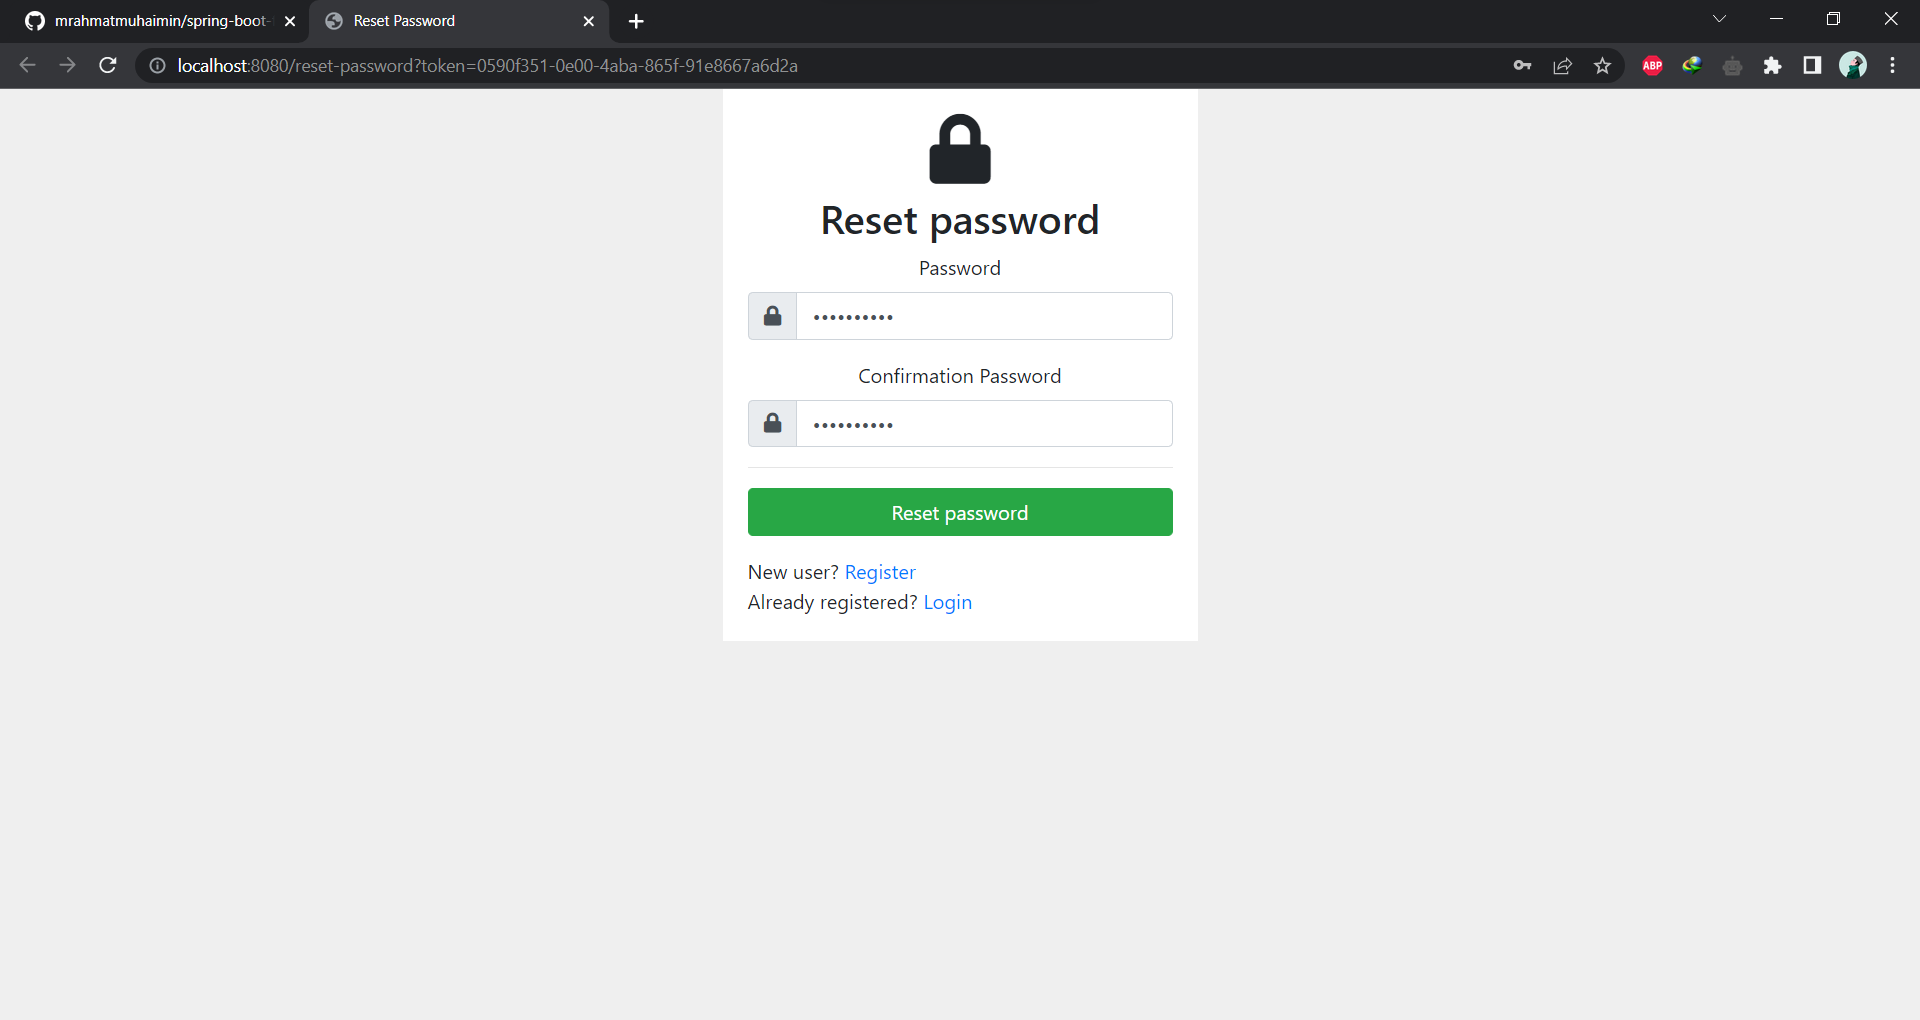 mrahmatmuhaimin/spring-boot-
Reset Password
localhost:8080/reset-password?token=0590f351-0e00-4aba-865f-91e8667a6d2a
ABP
Reset password
Password
••••••••••
Confirmation Password
••••••••••
Reset password
New user? Register
Already registered? Login